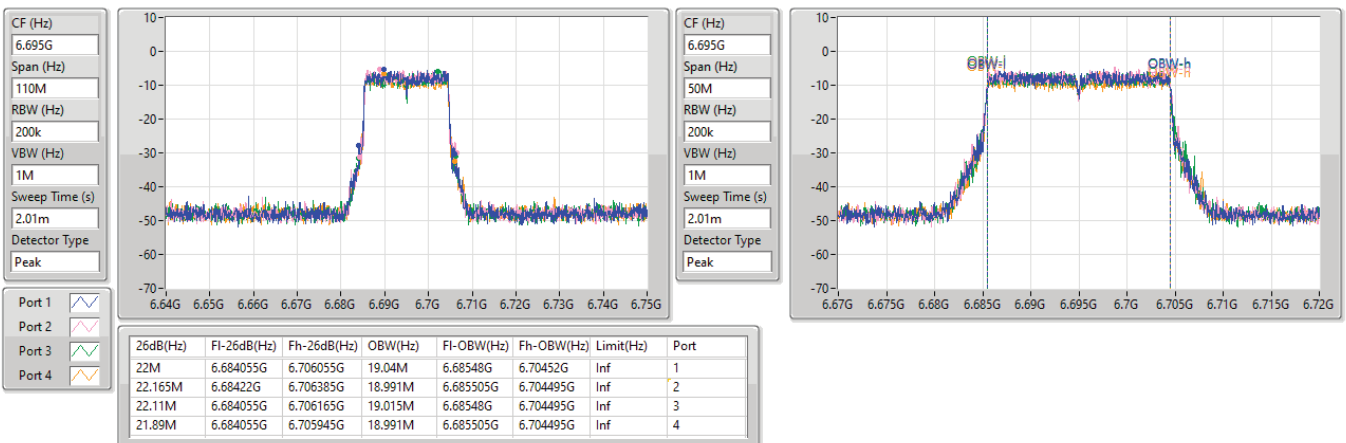 CF (Hz)
6.695G
Span (Hz)
110M
RBW (Hz)
200k
VBW (Hz)
1M
Sweep Time (s)
2.01m
Detector Type
Peak
10
0
-10
-20
-30
-40
-50
-60
-70
6.64G 6.65G 6.66G 6.67G 6.68G 6.69G 6.7G 6.71G 6.72G 6.73G 6.74G 6.75G
CF (Hz)
6.695G
Span (Hz)
50M
RBW (Hz)
200k
VBW (Hz)
1M
Sweep Time (s)
2.01m
Detector Type
Peak
10
0
-10
-20
-30
-40
-50
-60
-70
OBW-l OBW-h
6.67G 6.675G 6.68G 6.685G 6.69G 6.695G 6.7G 6.705G 6.71G 6.715G 6.72G
Port 1
Port 2
Port 3
Port 4
26dB(Hz) Fl-26dB(Hz) Fh-26dB(Hz) OBW(Hz) Fl-OBW(Hz) Fh-OBW(Hz) Limit(Hz) Port
22M 6.684055G 6.706055G 19.04M 6.68548G 6.70452G Inf 1
22.165M 6.68422G 6.706385G 18.991M 6.685505G 6.704495G Inf 2
22.11M 6.684055G 6.706165G 19.015M 6.68548G 6.704495G Inf 3
21.89M 6.684055G 6.705945G 18.991M 6.685505G 6.704495G Inf 4